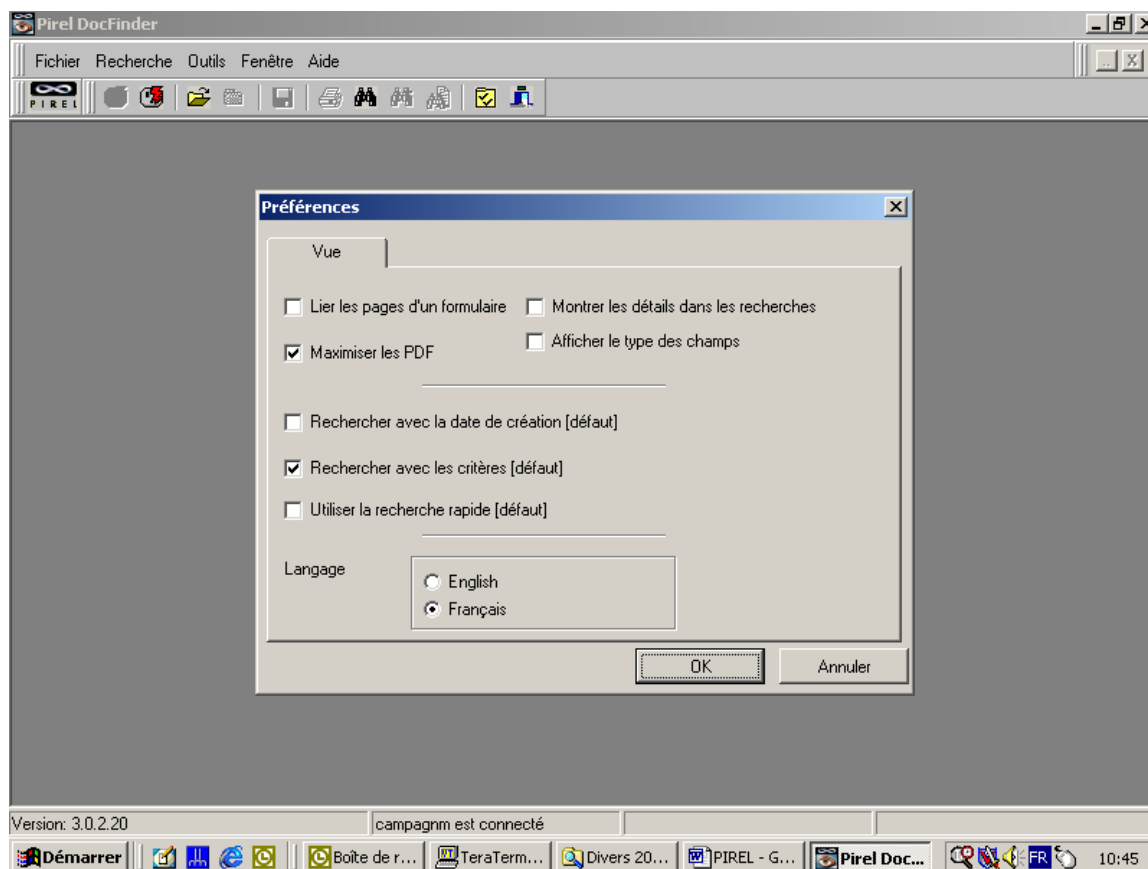 Pirel DocFinder
Fichier Recherche Outils Fenêtre Aide
PIREL
Préférences
Vue
Lier les pages d'un formulaire
Montrer les détails dans les recherches
Maximiser les PDF
Afficher le type des champs
Rechercher avec la date de création [défaut]
Rechercher avec les critères [défaut]
Utiliser la recherche rapide [défaut]
Langage
English
Français
OK Annuler
Version: 3.0.2.20 campagnm est connecté
Démarrer Boîte de r... TeraTerm... Divers 20... PIREL - G... Pirel Doc... FR 10:45